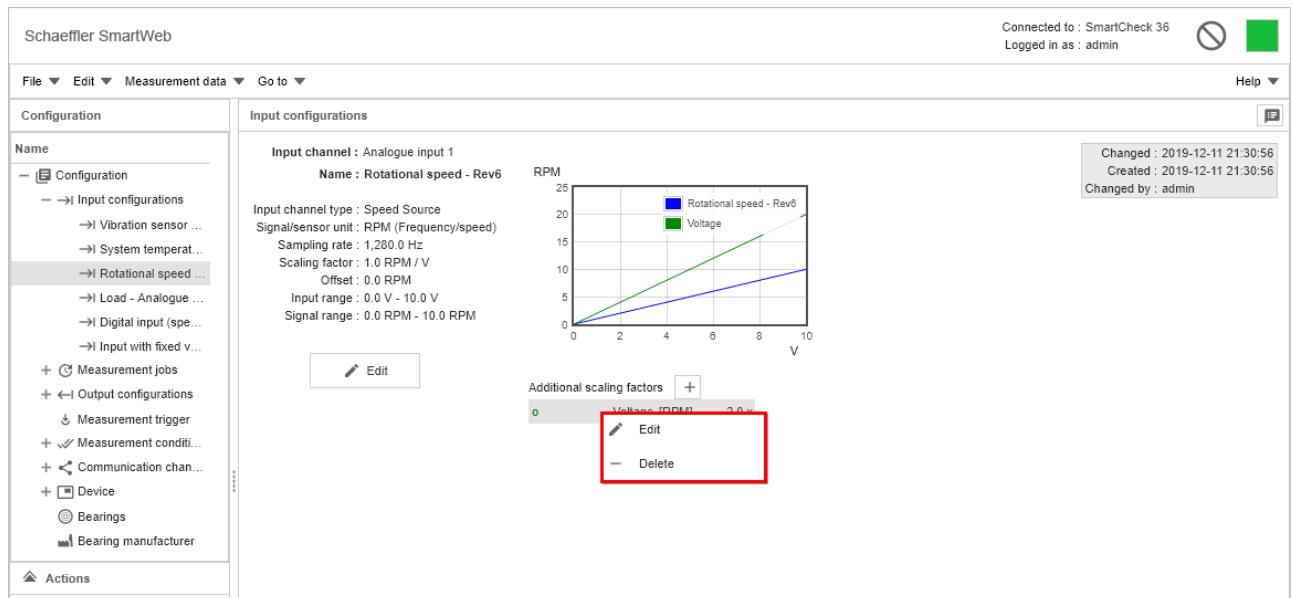 Schaeffler SmartWeb
Connected to : SmartCheck 36
Logged in as : admin
File Edit Measurement data Go to Help
Configuration
Name
Configuration
Input configurations
Vibration sensor ...
System temperat...
Rotational speed ...
Load - Analogue ...
Digital input (spe...
Input with fixed v...
Measurement jobs
Output configurations
Measurement trigger
Measurement conditi...
Communication chan...
Device
Bearings
Bearing manufacturer
Actions
Input configurations
Input channel : Analogue input 1
Name : Rotational speed - Rev6
Input channel type : Speed Source
Signal/sensor unit : RPM (Frequency/speed)
Sampling rate : 1,280.0 Hz
Scaling factor : 1.0 RPM / V
Offset : 0.0 RPM
Input range : 0.0 V - 10.0 V
Signal range : 0.0 RPM - 10.0 RPM
Edit
RPM
25
20
15
10
5
0
0 2 4 6 8 10
V
Rotational speed - Rev6
Voltage
Additional scaling factors +
o Voltage [RPM] 2.0 x
Edit
Delete
Changed : 2019-12-11 21:30:56
Created : 2019-12-11 21:30:56
Changed by : admin